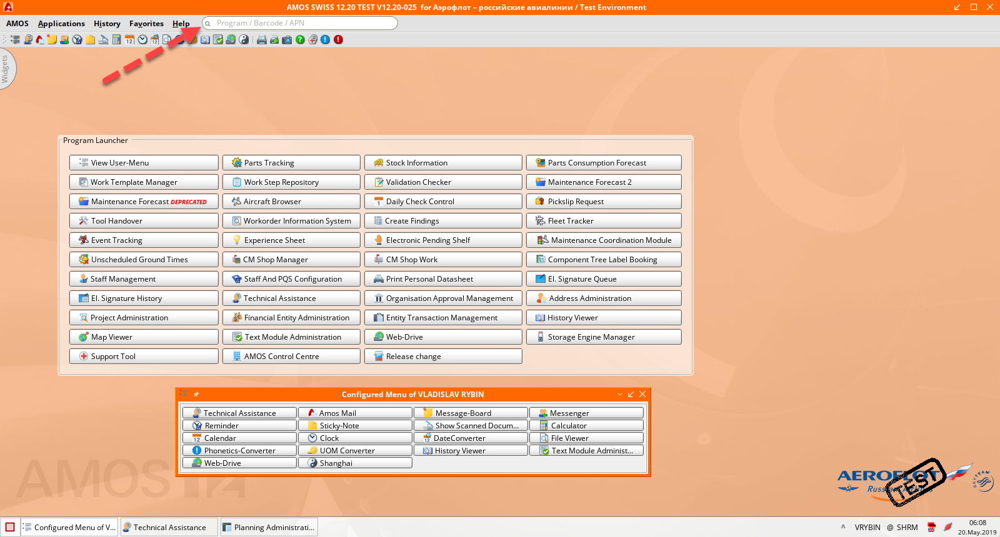 AMOS SWISS 12.20 TEST V12.20-025 for Аэрофлот – российские авиалинии / Test Environment
AMOS Applications History Favorites Help Program / Barcode / APN
Widgets
Program Launcher
View User-Menu Parts Tracking Stock Information Parts Consumption Forecast
Work Template Manager Work Step Repository Validation Checker Maintenance Forecast 2
Maintenance Forecast DEPRECATED Aircraft Browser Daily Check Control Pickslip Request
Tool Handover Workorder Information System Create Findings Fleet Tracker
Event Tracking Experience Sheet Electronic Pending Shelf Maintenance Coordination Module
Unscheduled Ground Times CM Shop Manager CM Shop Work Component Tree Label Booking
Staff Management Staff And PQS Configuration Print Personal Datasheet El. Signature Queue
El. Signature History Technical Assistance Organisation Approval Management Address Administration
Project Administration Financial Entity Administration Entity Transaction Management History Viewer
Map Viewer Text Module Administration Web-Drive Storage Engine Manager
Support Tool AMOS Control Centre Release change
Configured Menu of VLADISLAV RYBIN
Technical Assistance Amos Mail Message-Board Messenger
Reminder Sticky-Note Show Scanned Docum... Calculator
Calendar Clock DateConverter File Viewer
Phonetics-Converter UOM Converter History Viewer Text Module Administ...
Web-Drive Shanghai
AMOS 12
AEROFLOT
Russian Airlines
TEST
SKYTEAM
Configured Menu of V... Technical Assistance Planning Administrati... ^ VRYBIN @ SHRM 06:08
20.May.2019